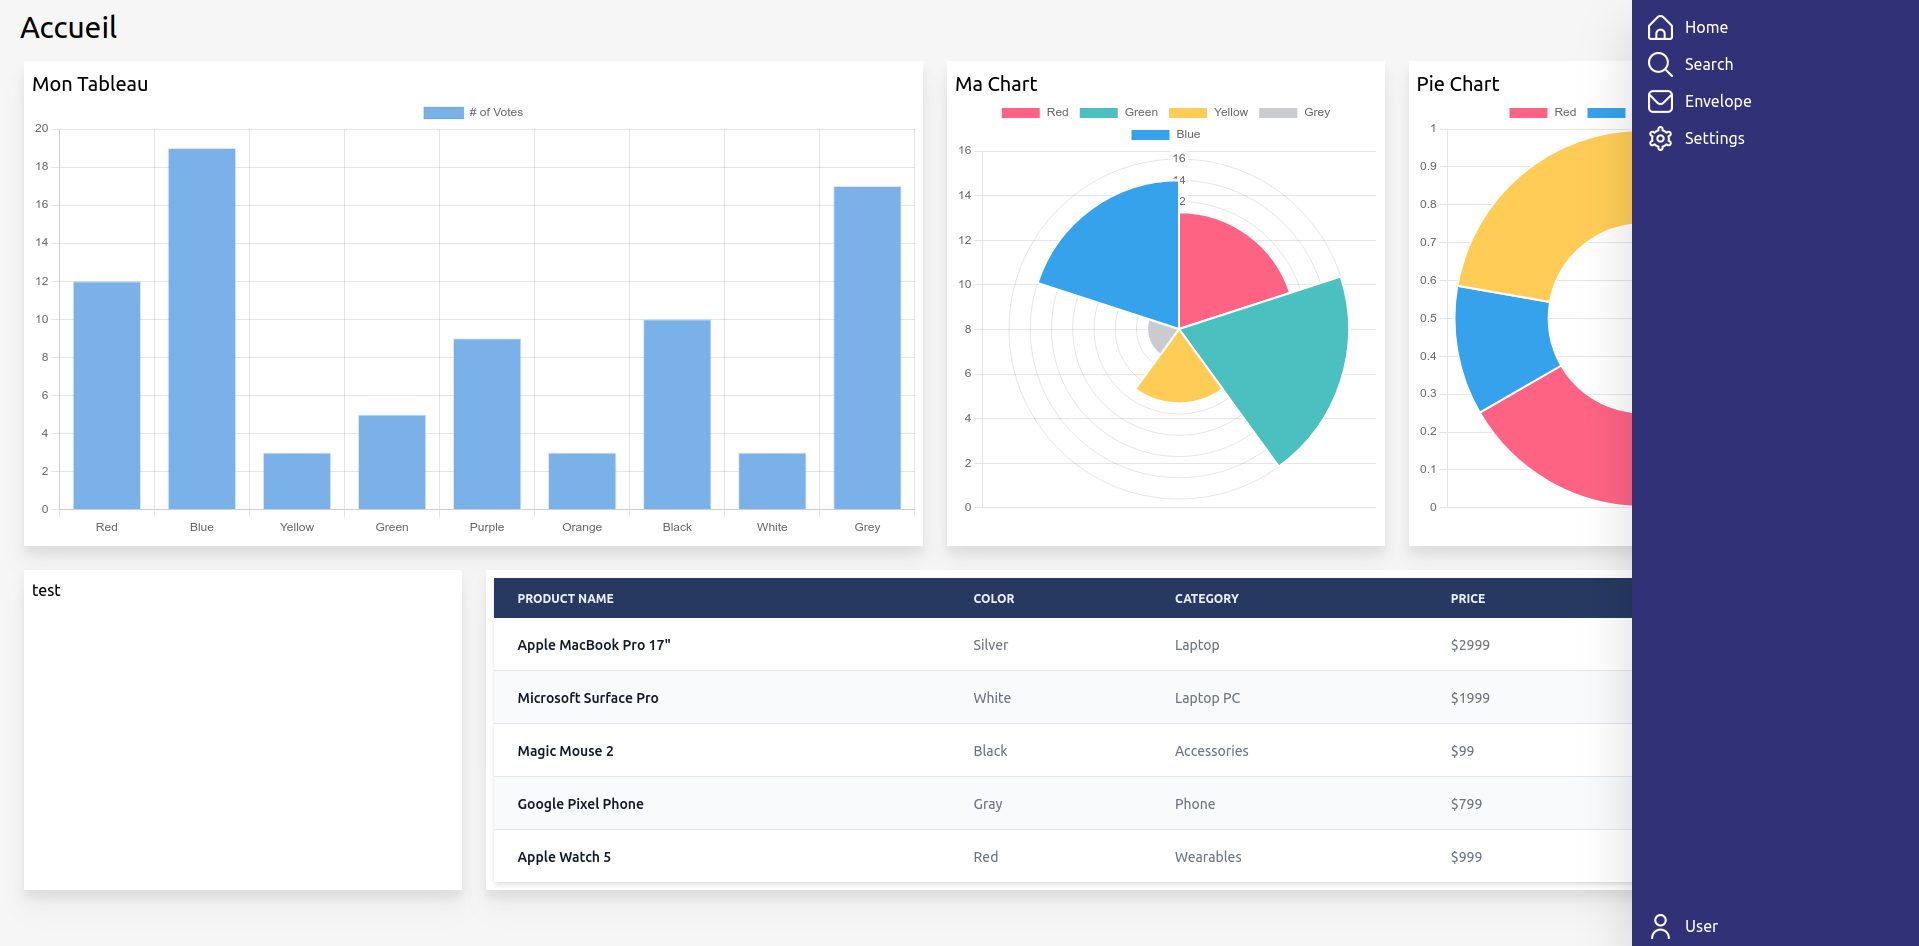 Accueil
Mon Tableau
# of Votes
20
18
16
14
12
10
8
6
4
2
0
Red Blue Yellow Green Purple Orange Black White Grey
Ma Chart
Red Green Yellow Grey
Blue
16
14
12
10
8
6
4
2
0
16
14
2
Pie Chart
Red
1
0.9
0.8
0.7
0.6
0.5
0.4
0.3
0.2
0.1
0
test
PRODUCT NAME COLOR CATEGORY PRICE
Apple MacBook Pro 17" Silver Laptop $2999
Microsoft Surface Pro White Laptop PC $1999
Magic Mouse 2 Black Accessories $99
Google Pixel Phone Gray Phone $799
Apple Watch 5 Red Wearables $999
Home
Search
Envelope
Settings
User